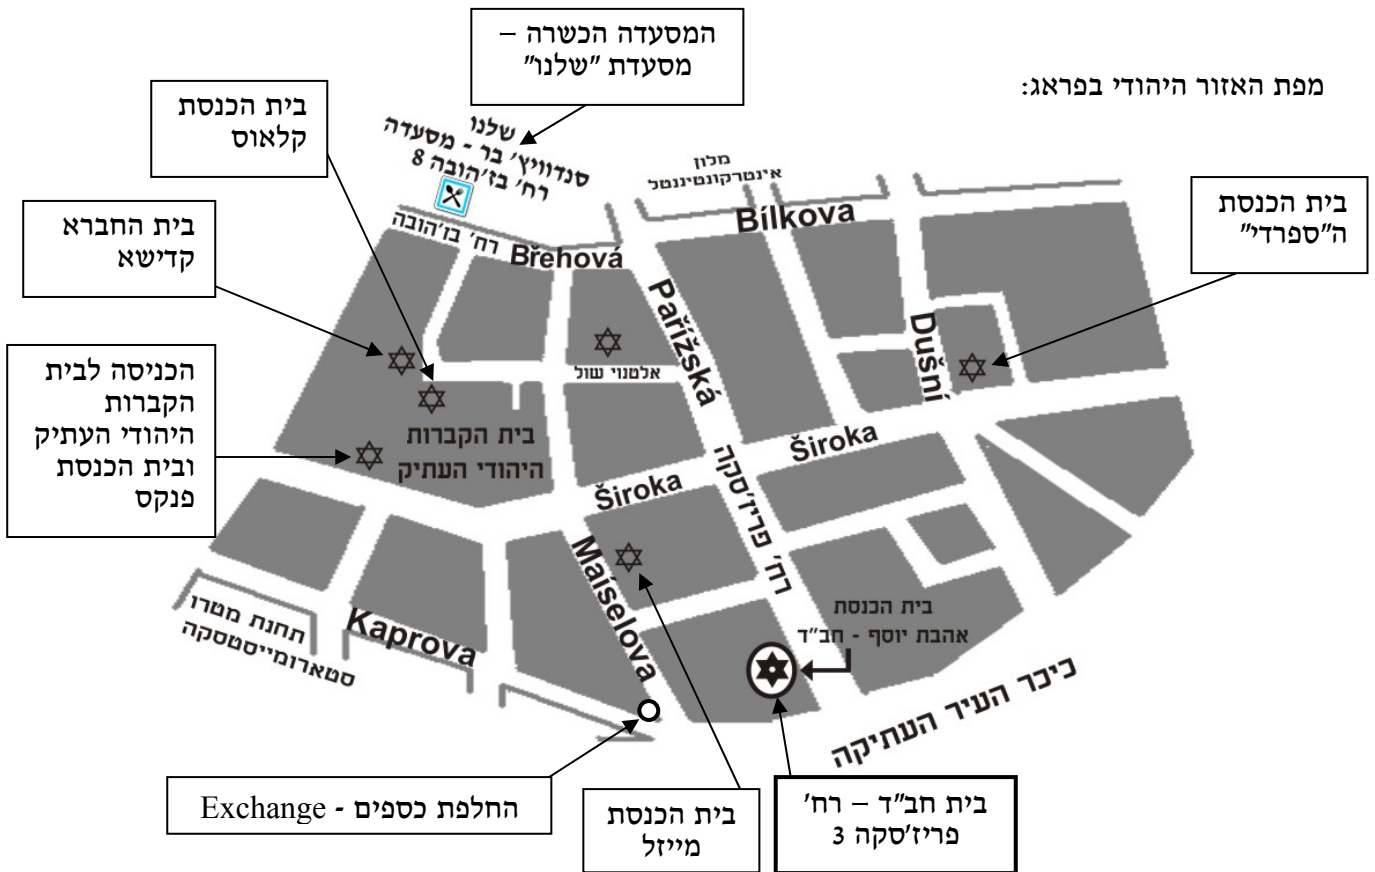 המסעדה הכשרה –
מסעדת "שלנו"
מפת האזור היהודי בפראג:
בית הכנסת
קלאוס
שלנו
סנדוויץ' בר - מסעדה
רח' בז'הובה 8
מלון
אינטרקונטיננטל
בית הכנסת
ה"ספרדי"
בית החברא
קדישא
רח' בז'הובה
Břehová
Bílkova
Pařížská
Dušní
אלטנוי שול
הכניסה לבית
הקברות
היהודי העתיק
ובית הכנסת
פנקס
בית הקברות
היהודי העתיק
Široka
Široka
רח' פריז'סקה
Maíselova
בית הכנסת
אהבת יוסף - חב"ד
תחנת מטרו
סטארומייסטסקה
Kaprova
כיכר העיר העתיקה
החלפת כספים - Exchange
בית הכנסת
מייזל
בית חב"ד – רח'
פריז'סקה 3